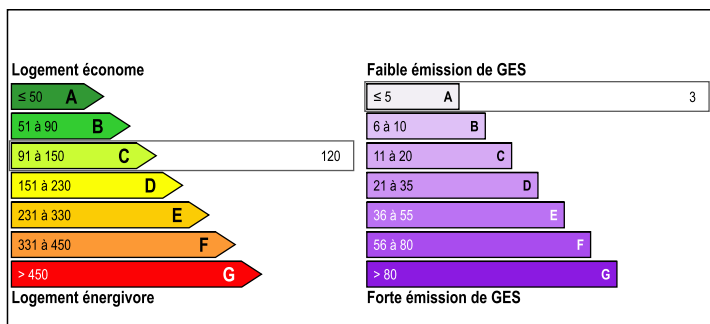 Logement économe
≤ 50 A
51 à 90 B
91 à 150 C 120
151 à 230 D
231 à 330 E
331 à 450 F
> 450 G
Logement énergivore
Faible émission de GES
≤ 5 A 3
6 à 10 B
11 à 20 C
21 à 35 D
36 à 55 E
56 à 80 F
> 80 G
Forte émission de GES